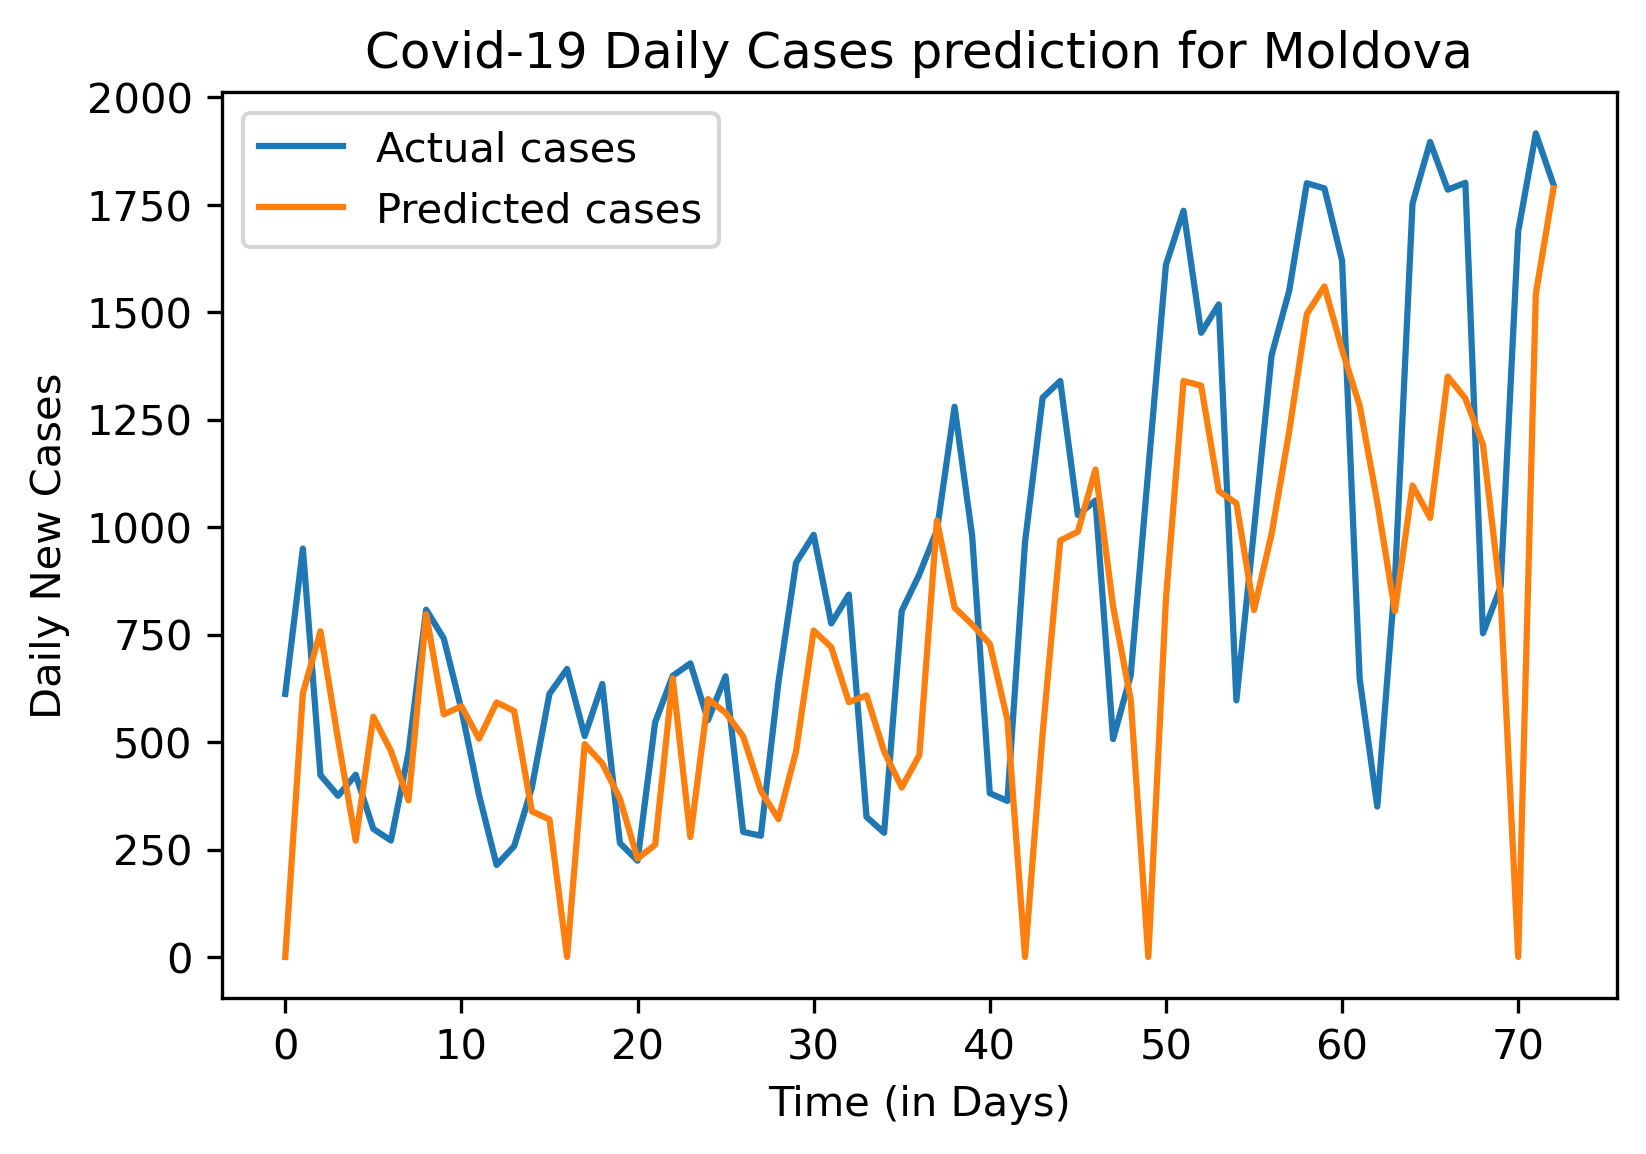 Covid-19 Daily Cases prediction for Moldova
Actual cases
Predicted cases
Daily New Cases
2000
1750
1500
1250
1000
750
500
250
0
0 10 20 30 40 50 60 70
Time (in Days)